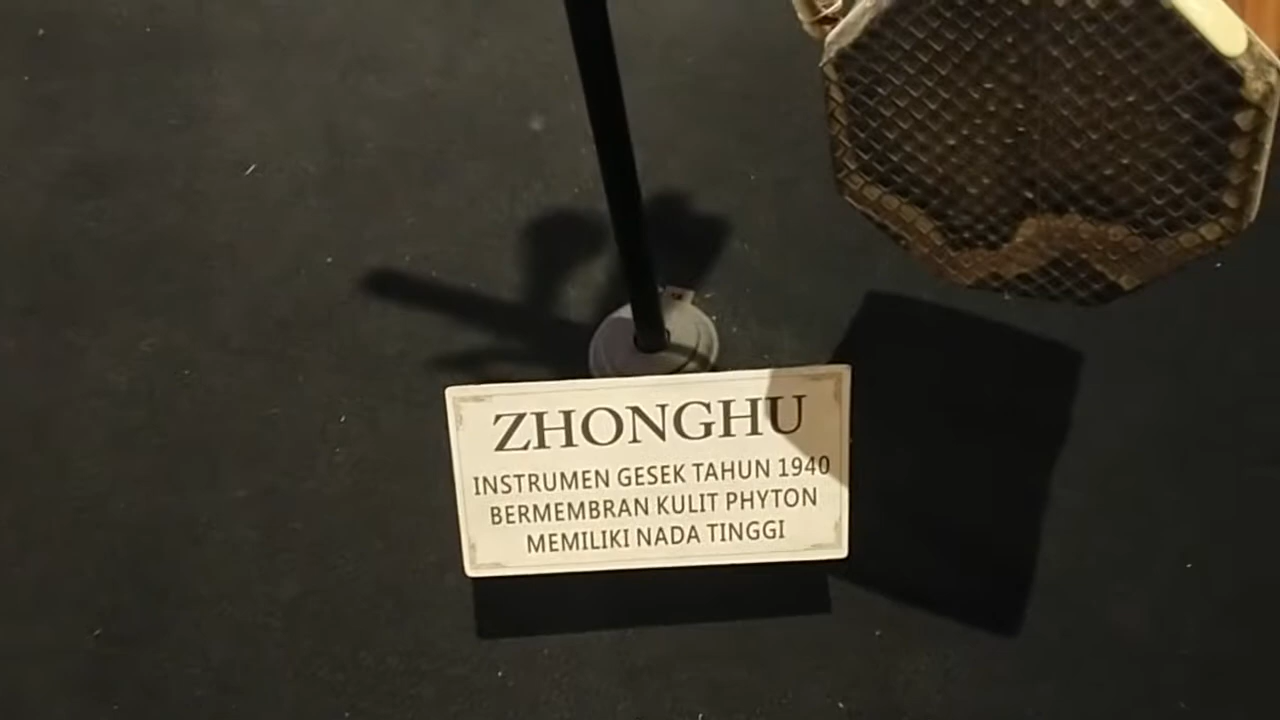 ZHONGHU
INSTRUMEN GESEK TAHUN 1940
BERMEMBRAN KULIT PHYTON
MEMILIKI NADA TINGGI